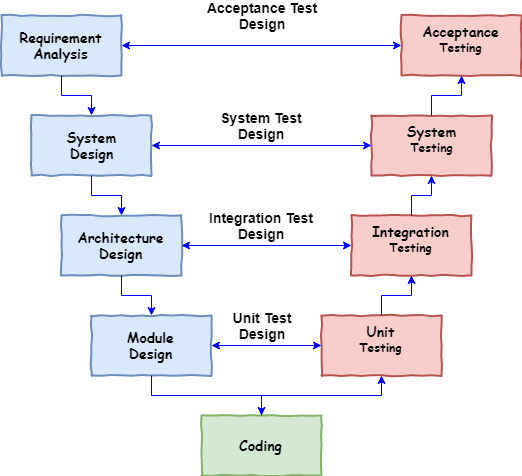 Acceptance Test
Design
Requirement
Analysis
Acceptance
Testing
System Test
Design
System
Design
System
Testing
Integration Test
Design
Architecture
Design
Integration
Testing
Unit Test
Design
Module
Design
Unit
Testing
Coding